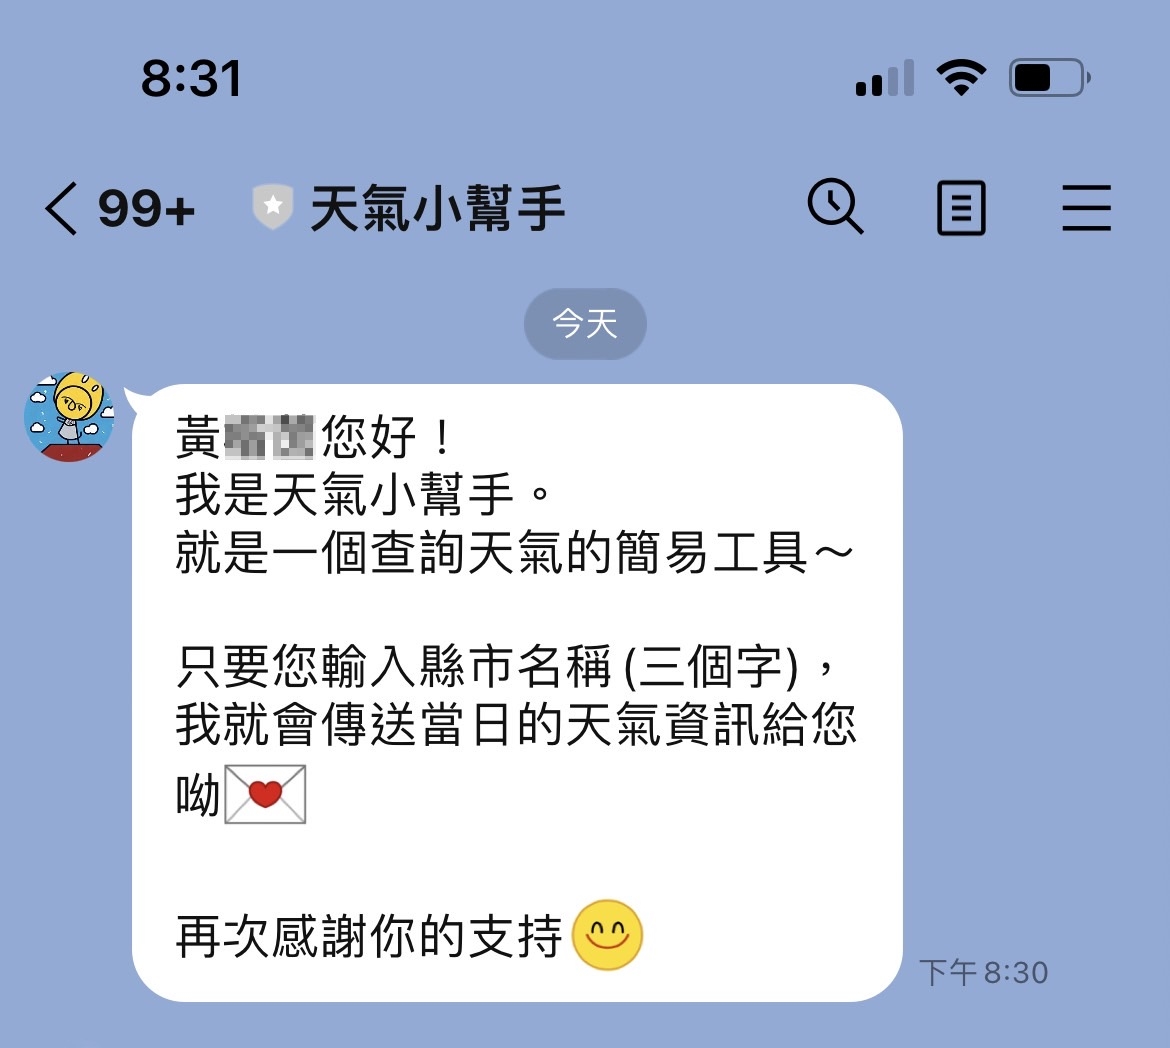 8:31
99+ 天氣小幫手
今天
黃您好！
我是天氣小幫手。
就是一個查詢天氣的簡易工具～
只要您輸入縣市名稱(三個字)，
我就會傳送當日的天氣資訊給您
呦💌
再次感謝你的支持😊
下午8:30